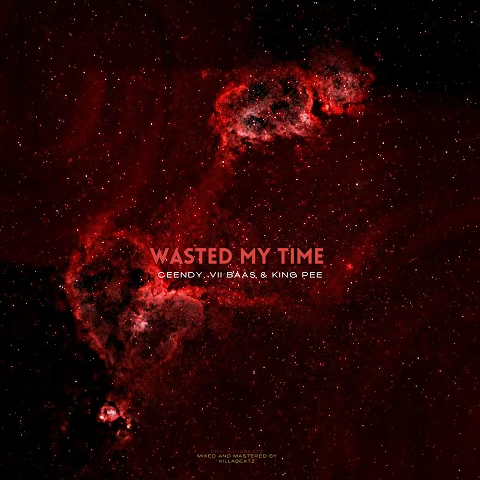 WASTED MY TIME
CEENDY, VII BAAS & KING PEE
MIXED AND MASTERED BY
"KILLABEATZ"